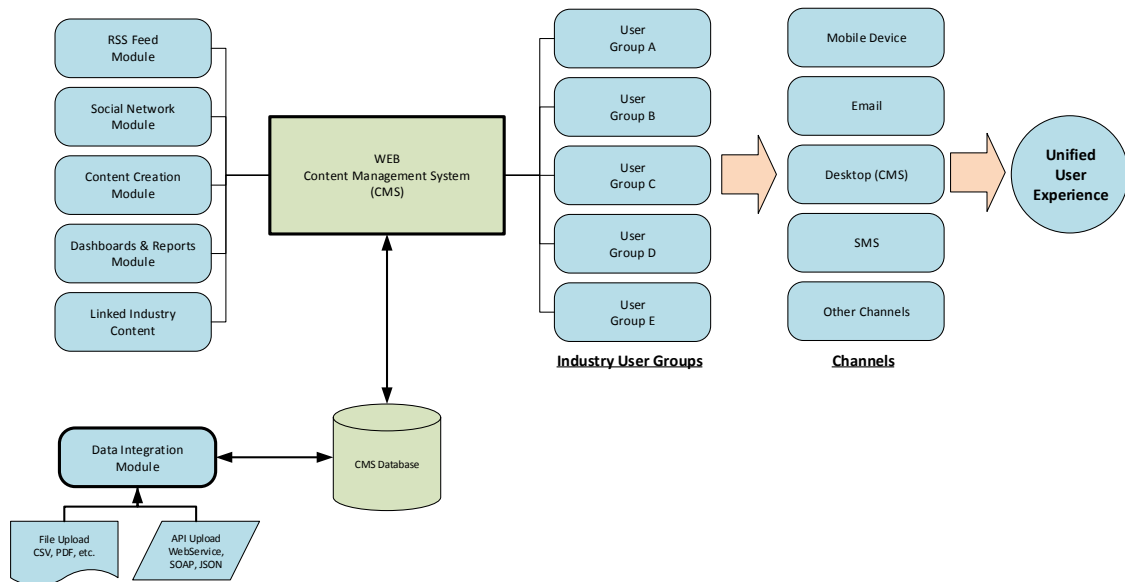 RSS Feed
Module
Social Network
Module
Content Creation
Module
Dashboards & Reports
Module
Linked Industry
Content
WEB
Content Management System
(CMS)
User
Group A
User
Group B
User
Group C
User
Group D
User
Group E
Industry User Groups
Mobile Device
Email
Desktop (CMS)
SMS
Other Channels
Channels
Unified
User
Experience
Data Integration
Module
CMS Database
File Upload
CSV, PDF, etc.
API Upload
WebService,
SOAP, JSON